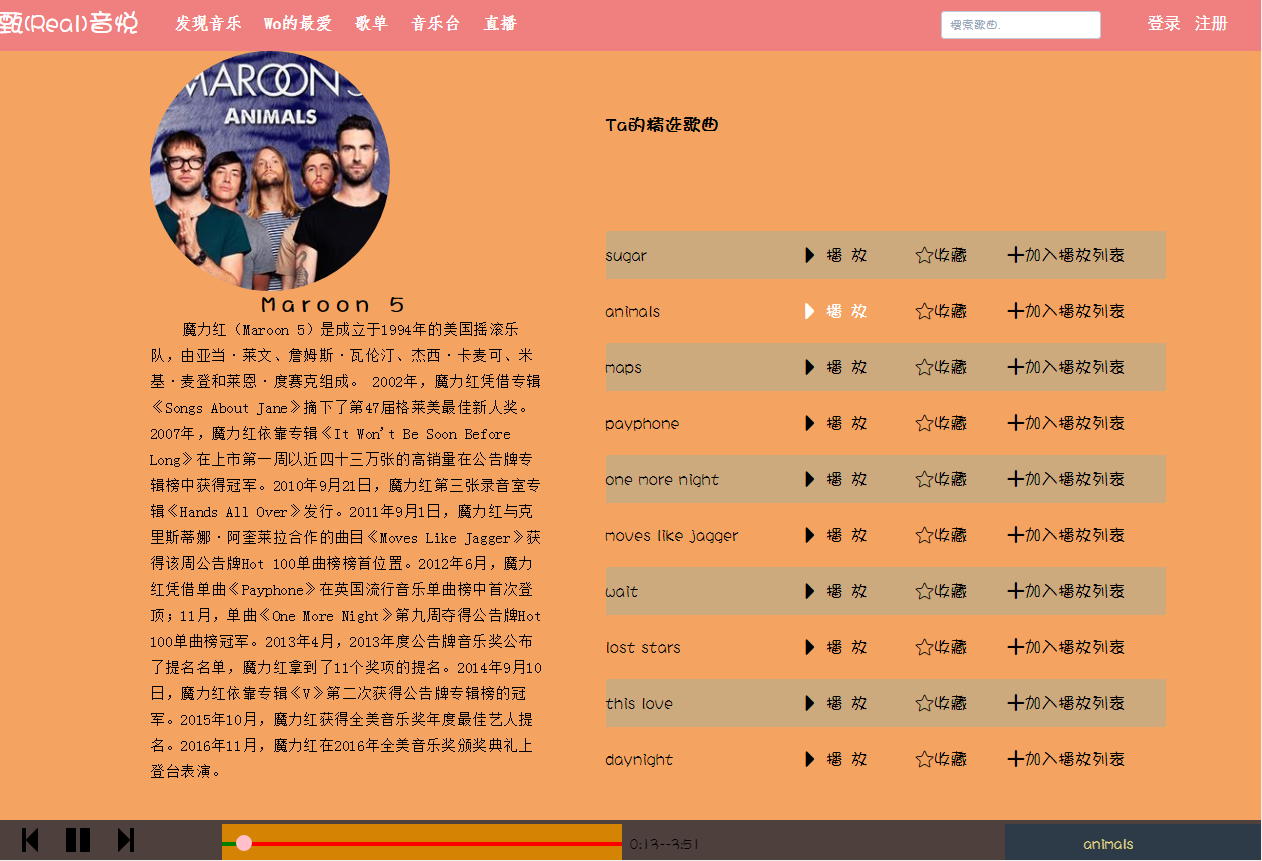 甄(Real)音悦 发现音乐 Wo的最爱 歌单 音乐台 直播 搜索歌曲. 登录 注册
MAROON 5
ANIMALS
Maroon 5
魔力红（Maroon 5）是成立于1994年的美国摇滚乐
队，由亚当·莱文、詹姆斯·瓦伦汀、杰西·卡麦可、米
基·麦登和莱恩·度赛克组成。 2002年，魔力红凭借专辑
《Songs About Jane》摘下了第47届格莱美最佳新人奖。
2007年，魔力红依靠专辑《It Won't Be Soon Before
Long》在上市第一周以近四十三万张的高销量在公告牌专
辑榜中获得冠军。2010年9月21日，魔力红第三张录音室专
辑《Hands All Over》发行。2011年9月1日，魔力红与克
里斯蒂娜·阿奎莱拉合作的曲目《Moves Like Jagger》获
得该周公告牌Hot 100单曲榜榜首位置。2012年6月，魔力
红凭借单曲《Payphone》在英国流行音乐单曲榜中首次登
顶；11月，单曲《One More Night》第九周夺得公告牌Hot
100单曲榜冠军。2013年4月，2013年度公告牌音乐奖公布
了提名名单，魔力红拿到了11个奖项的提名。2014年9月10
日，魔力红依靠专辑《V》第二次获得公告牌专辑榜的冠
军。2015年10月，魔力红获得全美音乐奖年度最佳艺人提
名。2016年11月，魔力红在2016年全美音乐奖颁奖典礼上
登台表演。
Ta的精选歌曲
sugar 播放 收藏 加入播放列表
animals 播放 收藏 加入播放列表
maps 播放 收藏 加入播放列表
payphone 播放 收藏 加入播放列表
one more night 播放 收藏 加入播放列表
moves like jagger 播放 收藏 加入播放列表
wait 播放 收藏 加入播放列表
lost stars 播放 收藏 加入播放列表
this love 播放 收藏 加入播放列表
daynight 播放 收藏 加入播放列表
0:13--3:51 animals